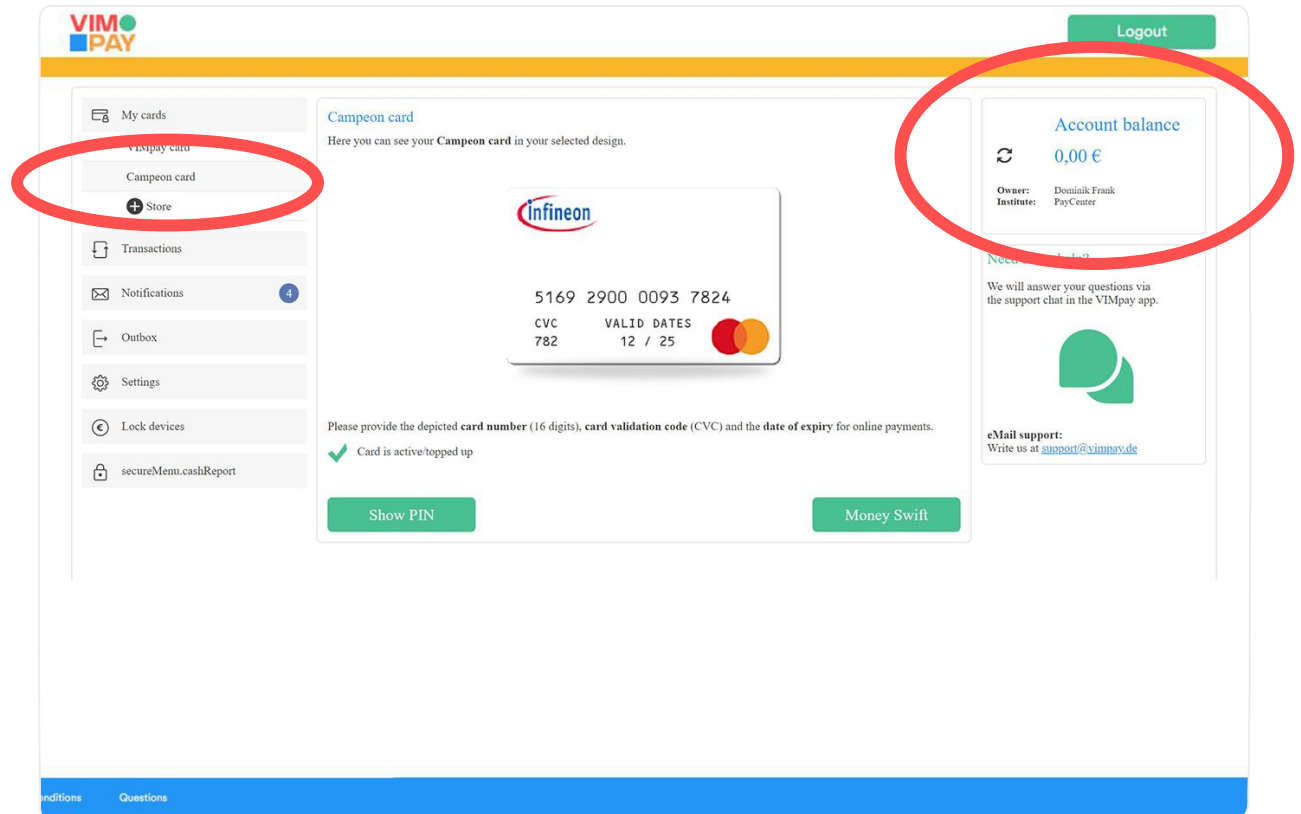 VIM
PAY
Logout
My cards
VIMpay card
Campeon card
Store
Transactions
Notifications
4
Outbox
Settings
Lock devices
secureMenu.cashReport
Campeon card
Here you can see your Campeon card in your selected design.
infineon
5169 2900 0093 7824
CVC VALID DATES
782 12 / 25
Please provide the depicted card number (16 digits), card validation code (CVC) and the date of expiry for online payments.
Card is active/topped up
Show PIN
Money Swift
Account balance
0,00 €
Owner: Dominik Frank
Institute: PayCenter
Need help?
We will answer your questions via
the support chat in the VIMpay app.
eMail support:
Write us at support@vimpay.de
Questions